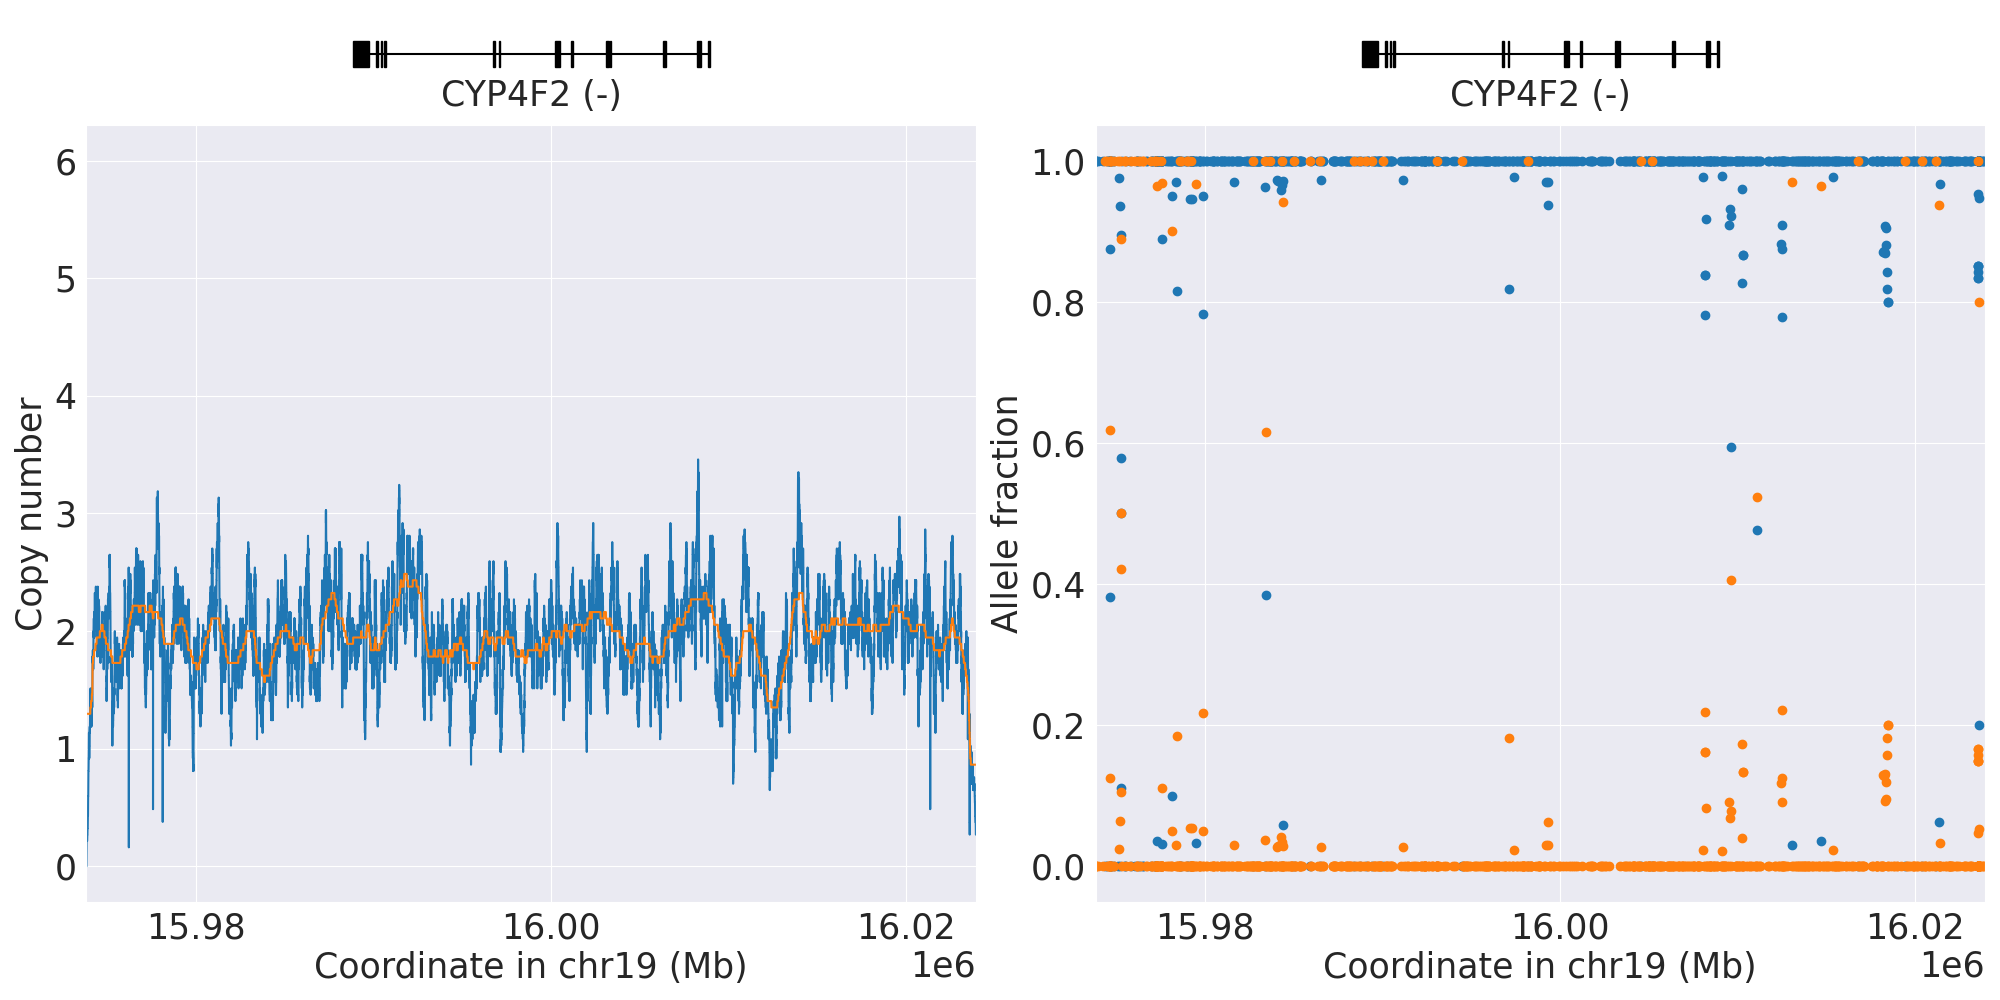 CYP4F2 (-)
6
5
4
3
2
1
0
Copy number
15.98
16.00
16.02
Coordinate in chr19 (Mb)
1e6
CYP4F2 (-)
1.0
0.8
0.6
0.4
0.2
0.0
Allele fraction
15.98
16.00
16.02
Coordinate in chr19 (Mb)
1e6